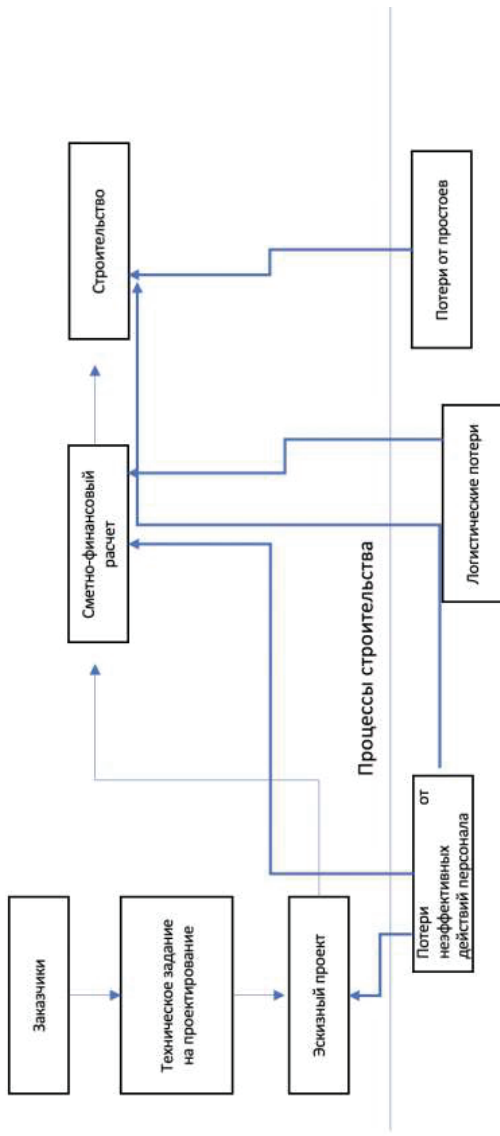 Заказчики
Техническое задание
на проектирование
Эскизный проект
Сметно-финансовый
расчет
Строительство
Процессы строительства
Потери от
неэффективных
действий персонала
Логистические потери
Потери от простоев